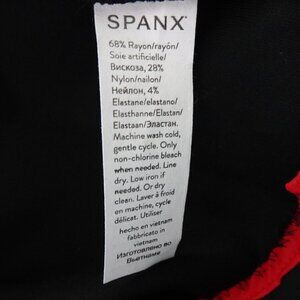 SPANX
68% Rayon/rayón/
Soie artificielle/
Вискоза, 28%
Nylon/nailon/
Нейлон, 4%
Elastane/elastano/
Elasthanne/Elastan/
Elastaan/Эластан.
Machine wash cold,
gentle cycle. Only
non-chlorine bleach
when needed. Line
dry. Low iron if
needed. Or dry
clean. Laver à froid
en machine, cycle
délicat. Utiliser
hecho en vietnam
fabbricato in
vietnam
Изготовлено во
Вьетнаме